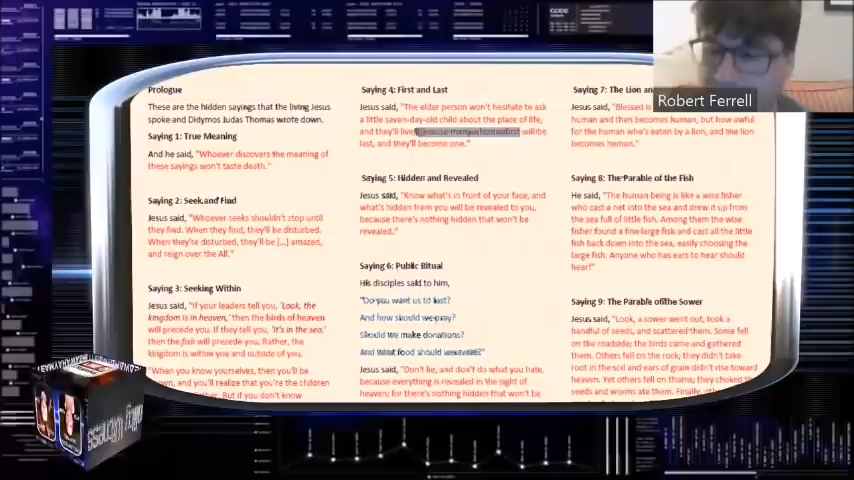 Prologue
These are the hidden sayings that the living Jesus
spoke and Didymos Judas Thomas wrote down.
Saying 1: True Meaning
And he said, "Whoever discovers the meaning of
these sayings won't taste death."
Saying 2: Seek and Find
Jesus said, "Whoever seeks shouldn't stop until
they find. When they find, they'll be disturbed.
When they're disturbed, they'll be [...] amazed,
and reign over the All."
Saying 3: Seeking Within
Jesus said, "If your leaders tell you, 'Look, the
kingdom is in heaven,' then the birds of heaven
will precede you. If they tell you, 'It's in the sea,'
then the fish will precede you. Rather, the
kingdom is within you and outside of you.
"When you know yourselves, then you'll be
known, and you'll realize that you're the children
But if you don't know
Saying 4: First and Last
Jesus said, "The elder person won't hesitate to ask
a little seven-day-old child about the place of life,
and they'll live, because many who are first will be
last, and they'll become one."
Saying 5: Hidden and Revealed
Jesus said, "Know what's in front of your face, and
what's hidden from you will be revealed to you,
because there's nothing hidden that won't be
revealed."
Saying 6: Public Ritual
His disciples said to him,
"Do you want us to fast?
And how should we pray?
Should we make donations?
And what food should we avoid?"
Jesus said, "Don't lie, and don't do what you hate,
because everything is revealed in the sight of
heaven; for there's nothing hidden that won't be
Saying 7: The Lion and
Jesus said, "Blessed is
human and then becomes human, but how awful
for the human who's eaten by a lion, and the lion
becomes human."
Saying 8: The Parable of the Fish
He said, "The human being is like a wise fisher
who cast a net into the sea and drew it up from
the sea full of little fish. Among them the wise
fisher found a fine large fish and cast all the little
fish back down into the sea, easily choosing the
large fish. Anyone who has ears to hear should
hear!"
Saying 9: The Parable of the Sower
Jesus said, "Look, a sower went out, took a
handful of seeds, and scattered them. Some fell
on the roadside; the birds came and gathered
them. Others fell on the rock; they didn't take
root in the soil and ears of grain didn't rise toward
heaven. Yet others fell on thorns; they choked the
seeds and worms ate them. Finally,
Robert Ferrell